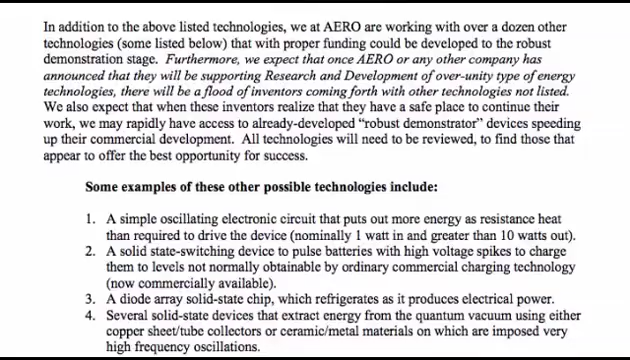 In addition to the above listed technologies, we at AERO are working with over a dozen other
technologies (some listed below) that with proper funding could be developed to the robust
demonstration stage.  Furthermore, we expect that once AERO or any other company has
announced that they will be supporting Research and Development of over-unity type of energy
technologies, there will be a flood of inventors coming forth with other technologies not listed.
We also expect that when these inventors realize that they have a safe place to continue their
work, we may rapidly have access to already-developed “robust demonstrator” devices speeding
up their commercial development.  All technologies will need to be reviewed, to find those that
appear to offer the best opportunity for success.
Some examples of these other possible technologies include:
1. A simple oscillating electronic circuit that puts out more energy as resistance heat
than required to drive the device (nominally 1 watt in and greater than 10 watts out).
2. A solid state-switching device to pulse batteries with high voltage spikes to charge
them to levels not normally obtainable by ordinary commercial charging technology
(now commercially available).
3. A diode array solid-state chip, which refrigerates as it produces electrical power.
4. Several solid-state devices that extract energy from the quantum vacuum using either
copper sheet/tube collectors or ceramic/metal materials on which are imposed very
high frequency oscillations.